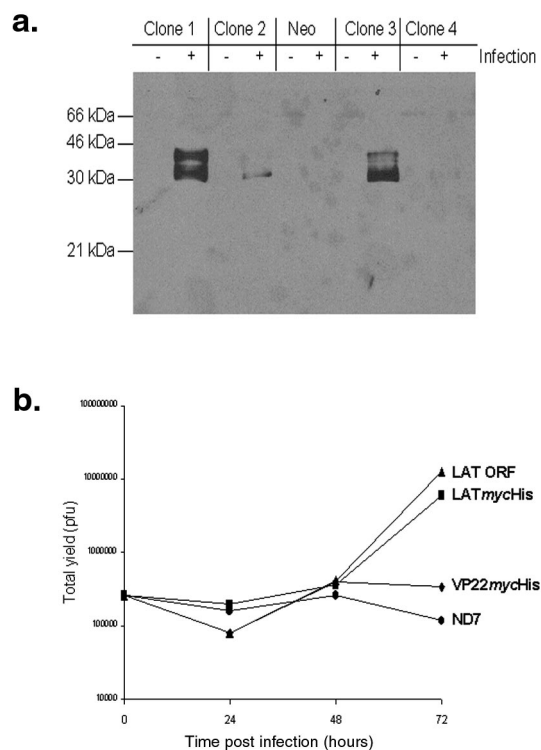 a.
Clone 1 Clone 2 Neo Clone 3 Clone 4
- + - + - + - + - + Infection
66 kDa
46 kDa
30 kDa
21 kDa
b.
100000000
10000000
1000000
100000
10000
Total yield (pfu)
LAT ORF
LATmycHis
VP22mycHis
ND7
0 24 48 72
Time post infection (hours)